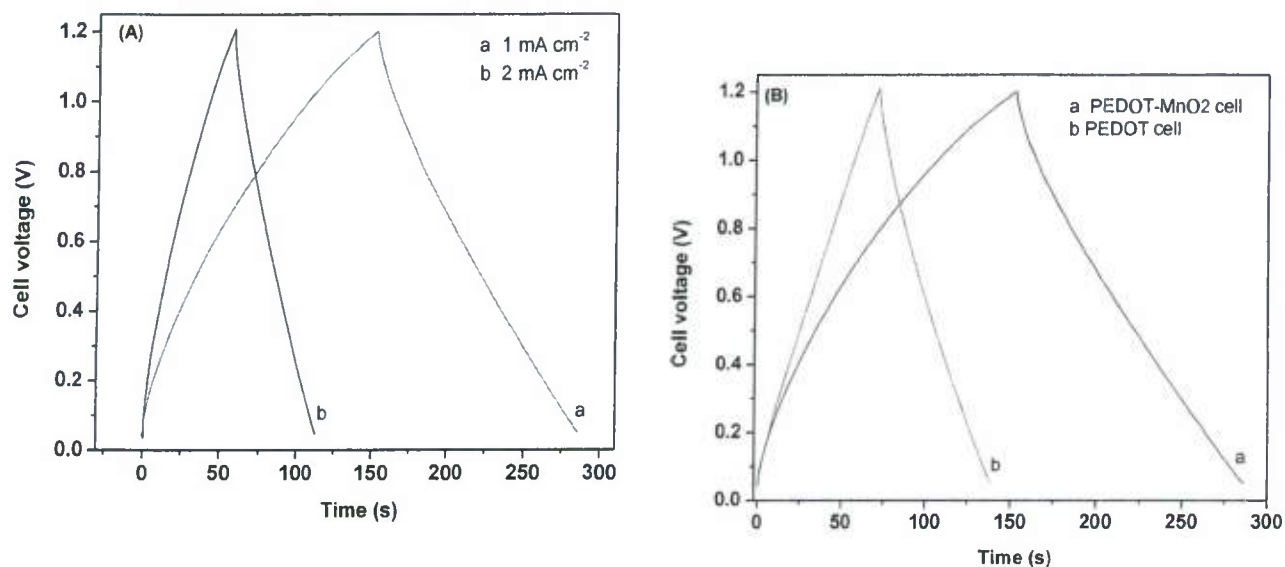 (A)
a 1 mA cm⁻²
b 2 mA cm⁻²
1.2
1.0
0.8
0.6
0.4
0.2
0.0
Cell voltage (V)
b
a
0
50
100
150
200
250
300
Time (s)
(B)
a PEDOT-MnO2 cell
b PEDOT cell
1.2
1.0
0.8
0.6
0.4
0.2
0.0
Cell voltage (V)
b
a
0
50
100
150
200
250
300
Time (s)